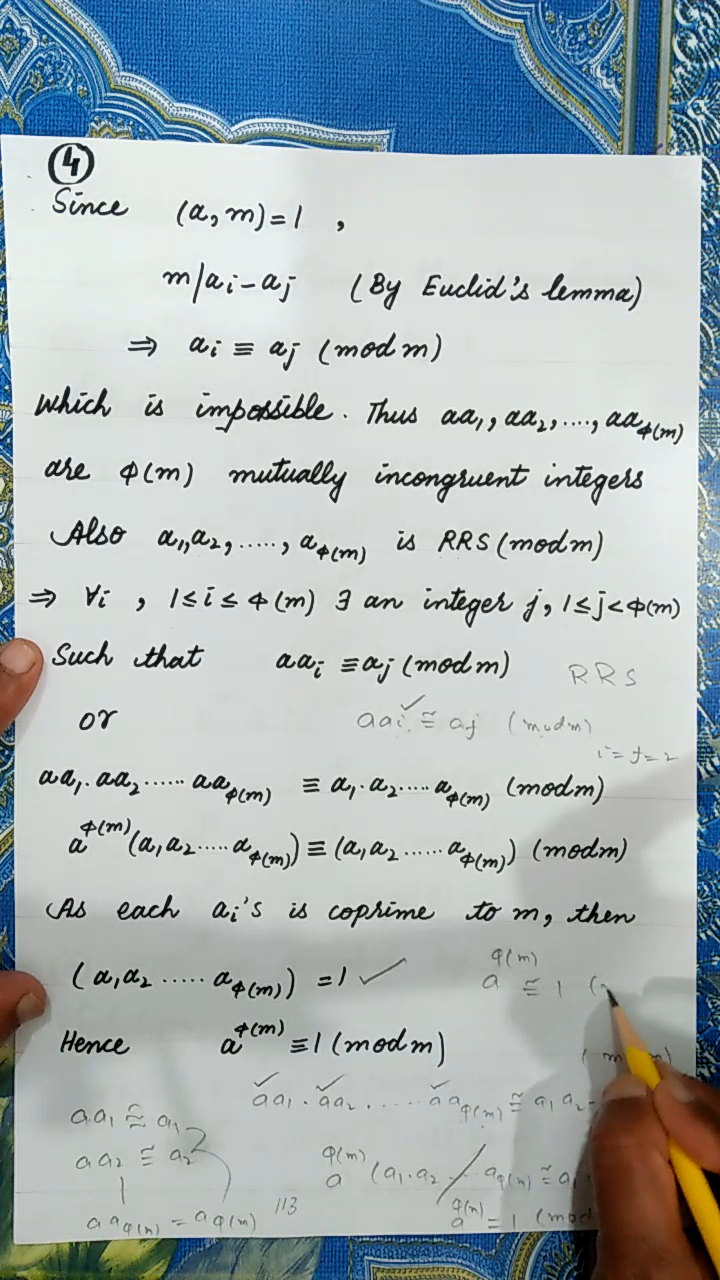 ④
Since (a, m) = 1 ,
m/ai-aj (By Euclid's lemma)
⇒ ai ≡ aj (mod m)
which is impossible. Thus aa₁, aa₂, ...., aaφ(m)
are φ(m) mutually incongruent integers
Also a₁, a₂, ....., aφ(m) is RRS (mod m)
⇒ ∀i , 1≤i≤φ(m) ∃ an integer j, 1≤j<φ(m)
Such that aai ≡ aj (mod m) RRS
or aai ✓ ≅ aj (mod m)
i=j=2
aa₁. aa₂ ...... aaφ(m) ≡ a₁. a₂..... aφ(m) (mod m)
a^φ(m) (a₁ a₂ ..... aφ(m)) ≡ (a₁ a₂ ...... aφ(m)) (mod m)
As each ai's is coprime to m, then
(a₁ a₂ ..... aφ(m)) = 1 ✓ a^φ(m) ≅ 1 (
Hence a^φ(m) ≡ 1 (mod m)
aa₁ . aa₂ . . . . . aaφ(m) ≅ a₁ a₂
aa₁ ≅ a₁
aa₂ ≅ a₂ a^φ(m) (a₁ . a₂ aφ(m) ≅ a₁
aaφ(m) = aφ(m) 113 a^φ(m) = 1 (mod